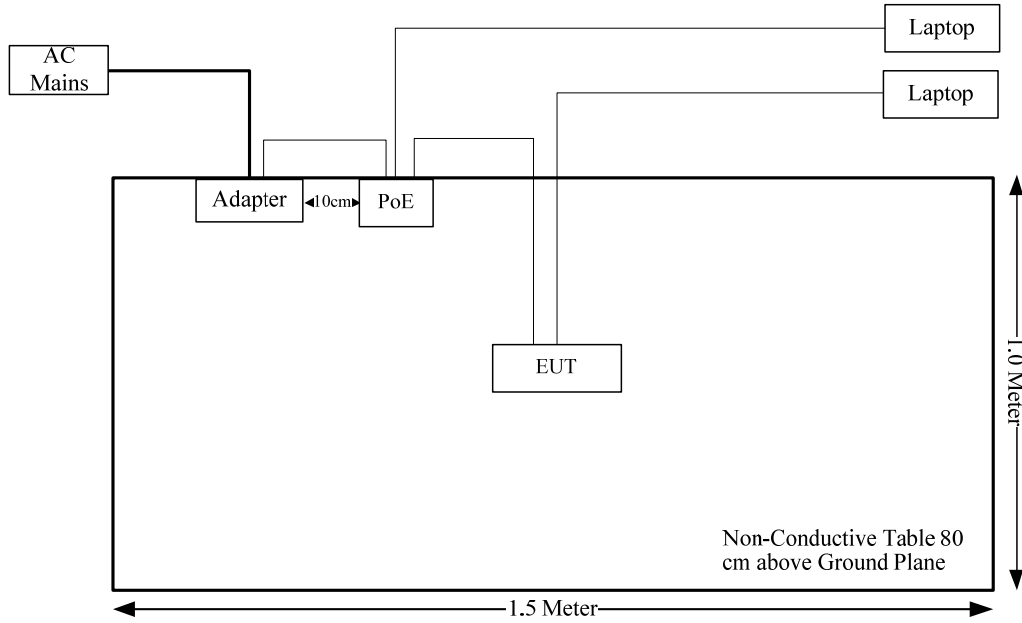 Laptop
AC
Mains
Laptop
Adapter
10cm
PoE
EUT
1.0 Meter
Non-Conductive Table 80
cm above Ground Plane
1.5 Meter